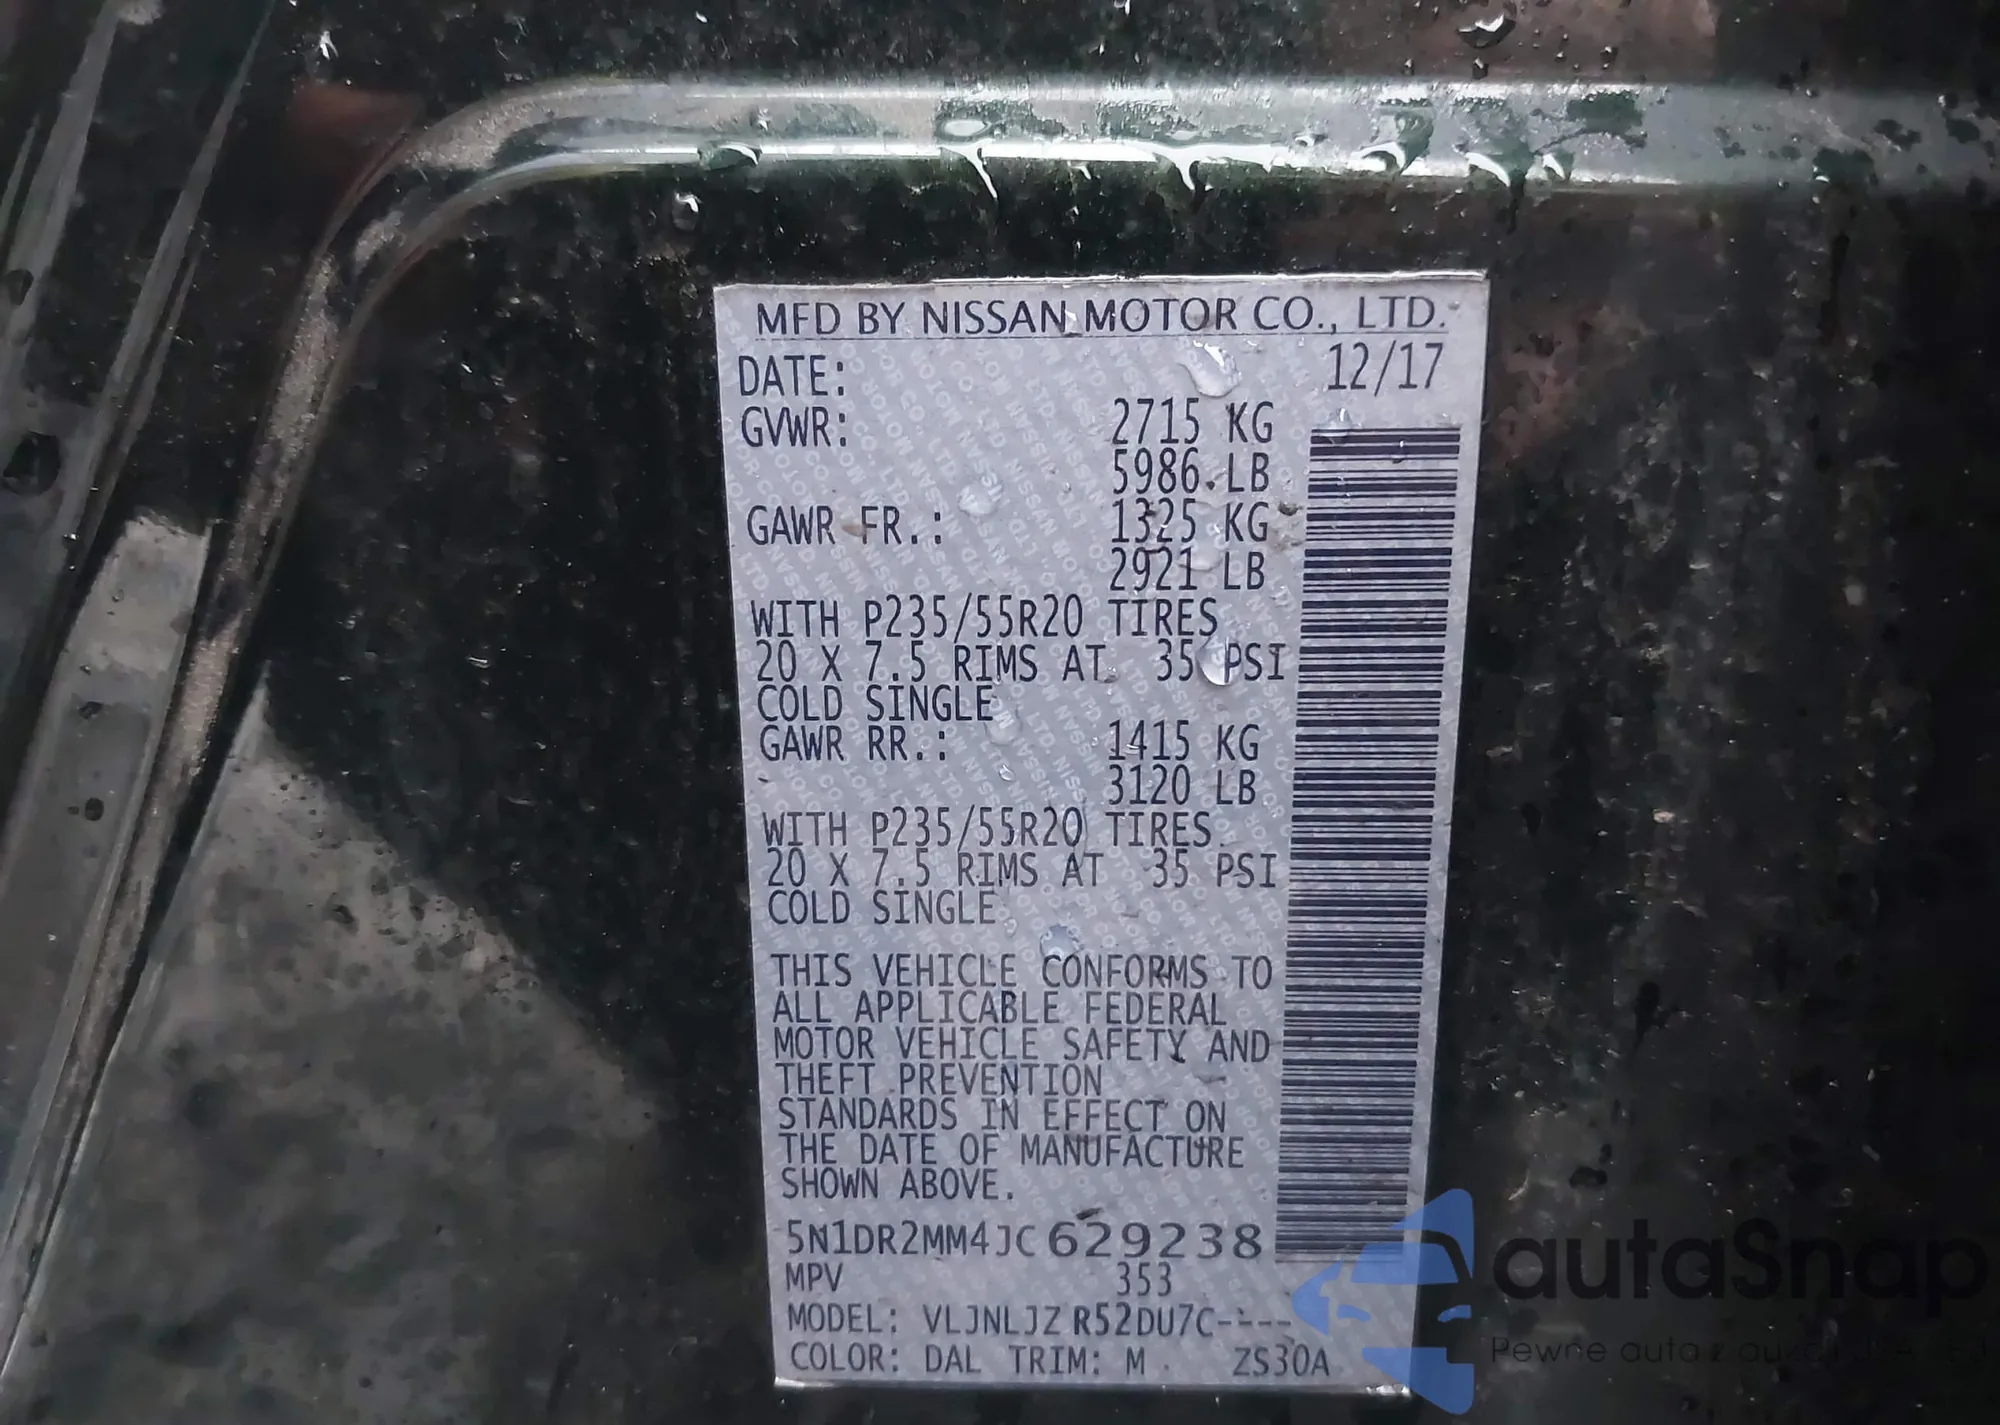 MFD BY NISSAN MOTOR CO., LTD.
DATE: 12/17
GVWR: 2715 KG
5986 LB
GAWR FR.: 1325 KG
2921 LB
WITH P235/55R20 TIRES
20 X 7.5 RIMS AT 35 PSI
COLD SINGLE
GAWR RR.: 1415 KG
3120 LB
WITH P235/55R20 TIRES
20 X 7.5 RIMS AT 35 PSI
COLD SINGLE
THIS VEHICLE CONFORMS TO
ALL APPLICABLE FEDERAL
MOTOR VEHICLE SAFETY AND
THEFT PREVENTION
STANDARDS IN EFFECT ON
THE DATE OF MANUFACTURE
SHOWN ABOVE.
5N1DR2MM4JC629238
MPV 353
MODEL: VLJNLJZ R52DU7C----
COLOR: DAL TRIM: M ZS30A
autaSnap
Pewne auta z